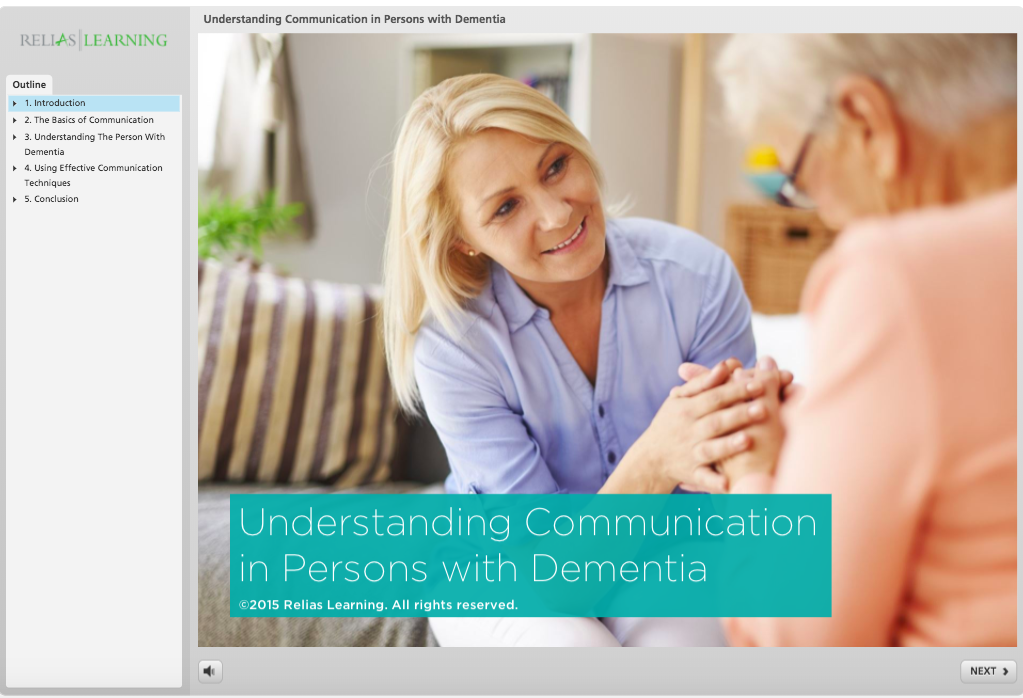 Understanding Communication in Persons with Dementia
RELIAS LEARNING
Outline
1. Introduction
2. The Basics of Communication
3. Understanding The Person With
Dementia
4. Using Effective Communication
Techniques
5. Conclusion
Understanding Communication
in Persons with Dementia
©2015 Relias Learning. All rights reserved.
NEXT